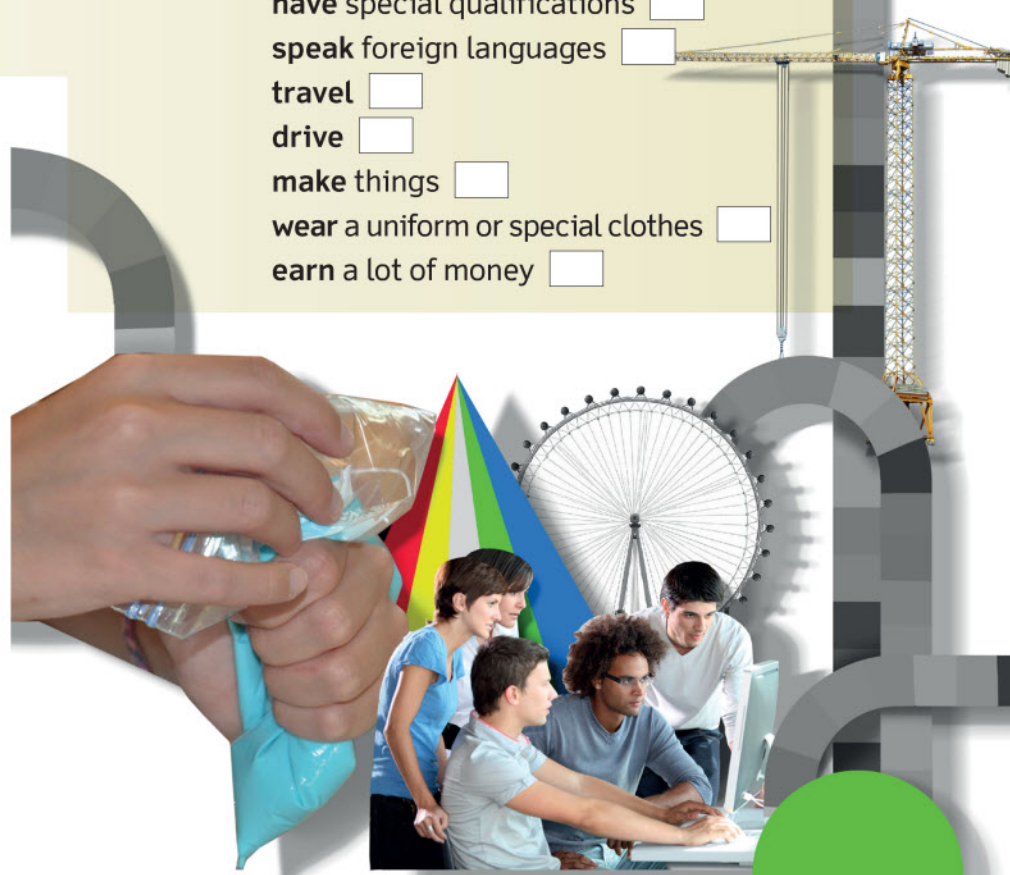 have special qualifications
speak foreign languages
travel
drive
make things
wear a uniform or special clothes
earn a lot of money